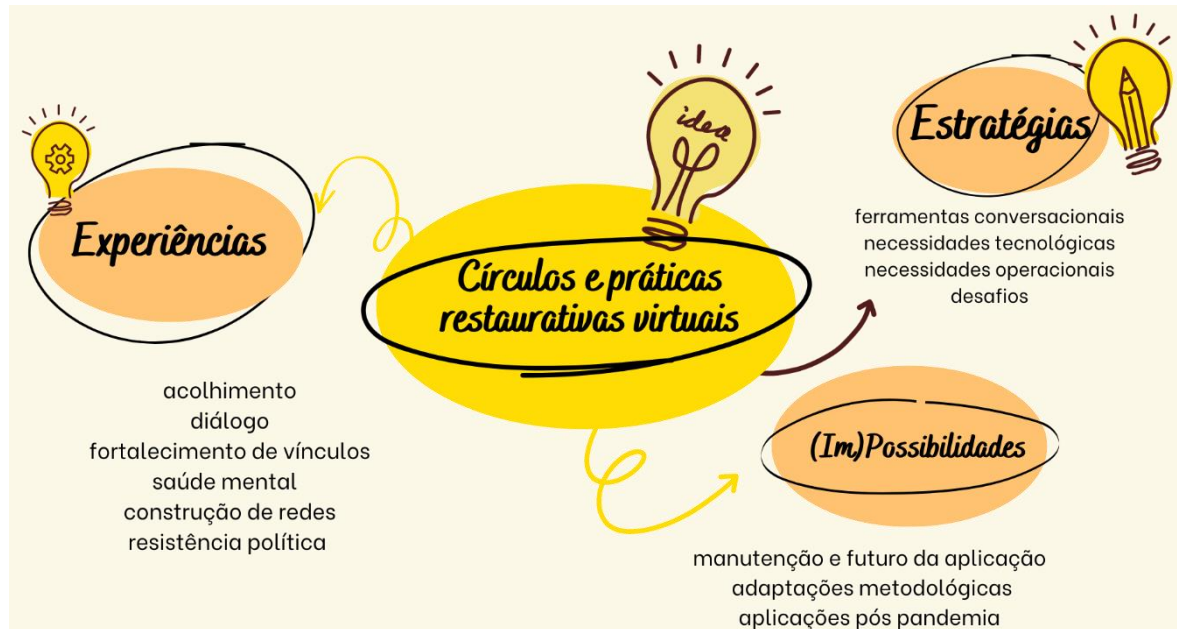 idea
Círculos e práticas
restaurativas virtuais
Experiências
acolhimento
diálogo
fortalecimento de vínculos
saúde mental
construção de redes
resistência política
Estratégias
ferramentas conversacionais
necessidades tecnológicas
necessidades operacionais
desafios
(Im)Possibilidades
manutenção e futuro da aplicação
adaptações metodológicas
aplicações pós pandemia